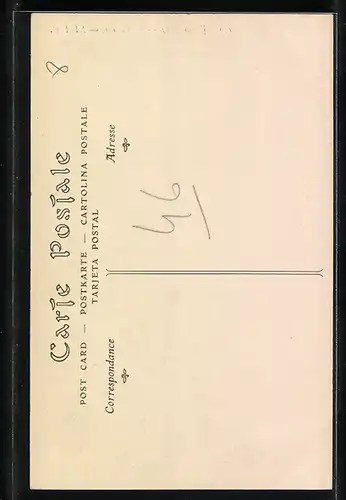 Carte Postale
POST CARD — POSTKARTE — CARTOLINA POSTALE
TARJETA POSTAL
Correspondance
Adresse
46
8